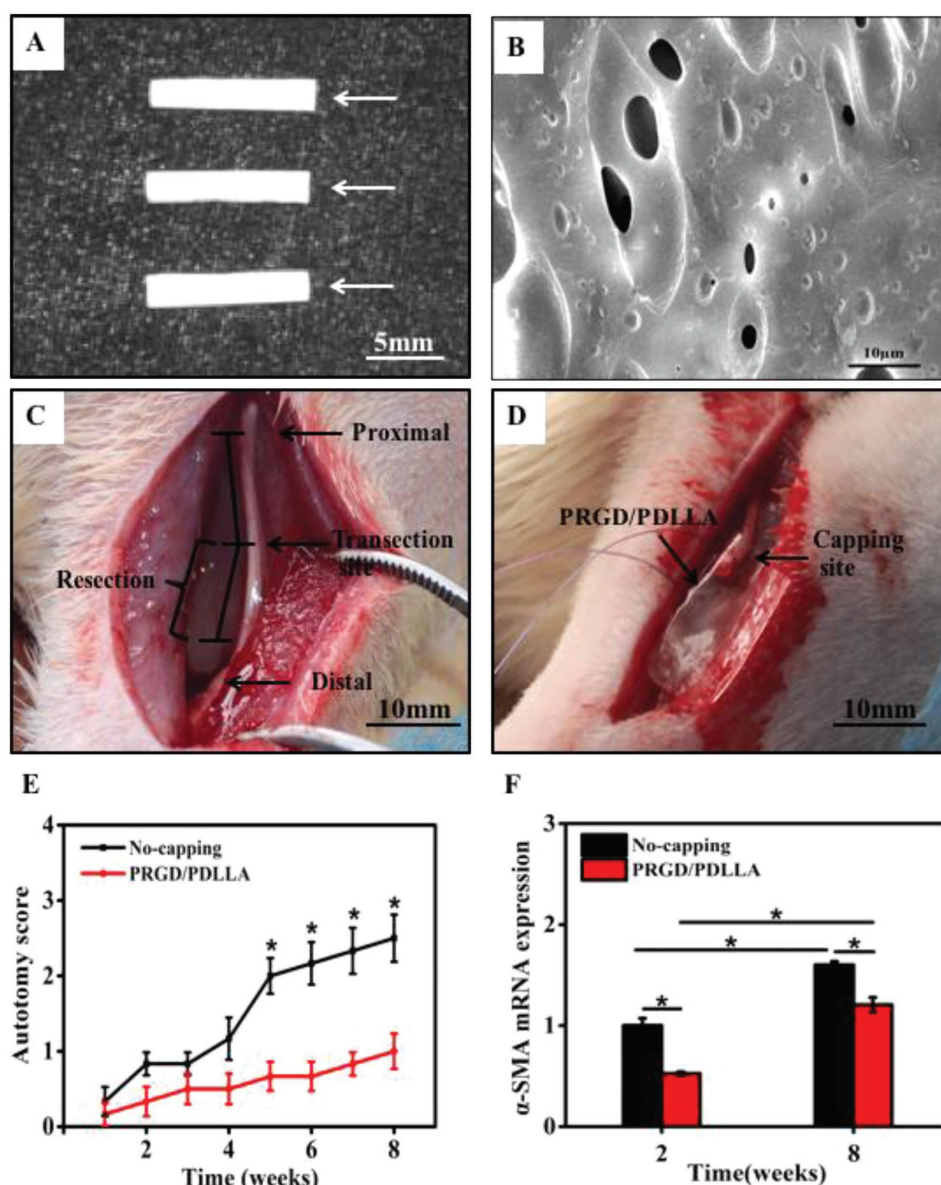 A
5mm
B
10μm
C
Proximal
Transection
site
Resection
Distal
10mm
D
PRGD/PDLLA
Capping
site
10mm
E
4
3
2
1
0
Autotomy score
No-capping
PRGD/PDLLA
* * * *
2 4 6 8
Time (weeks)
F
3
2
1
0
α-SMA mRNA expression
No-capping
PRGD/PDLLA
*
* *
*
2 8
Time(weeks)